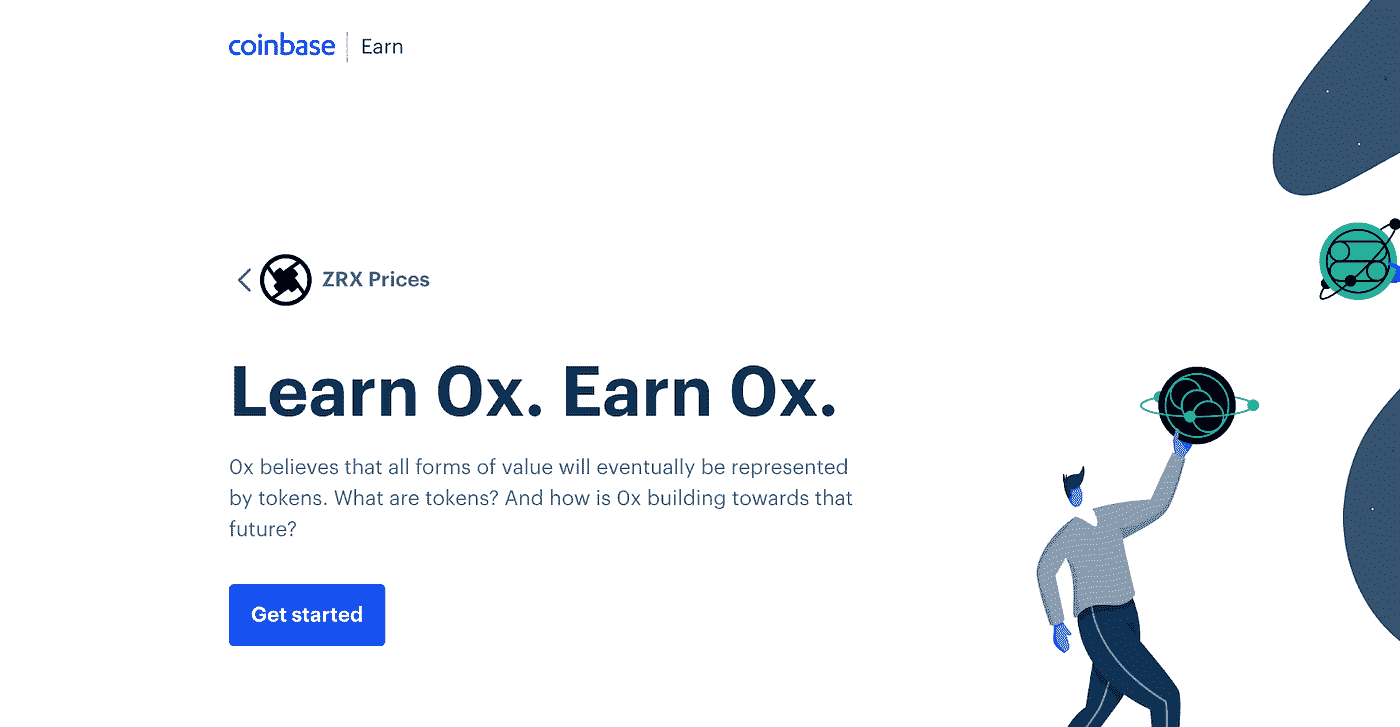 coinbase | Earn
ZRX Prices
Learn 0x. Earn 0x.
0x believes that all forms of value will eventually be represented
by tokens. What are tokens? And how is 0x building towards that
future?
Get started